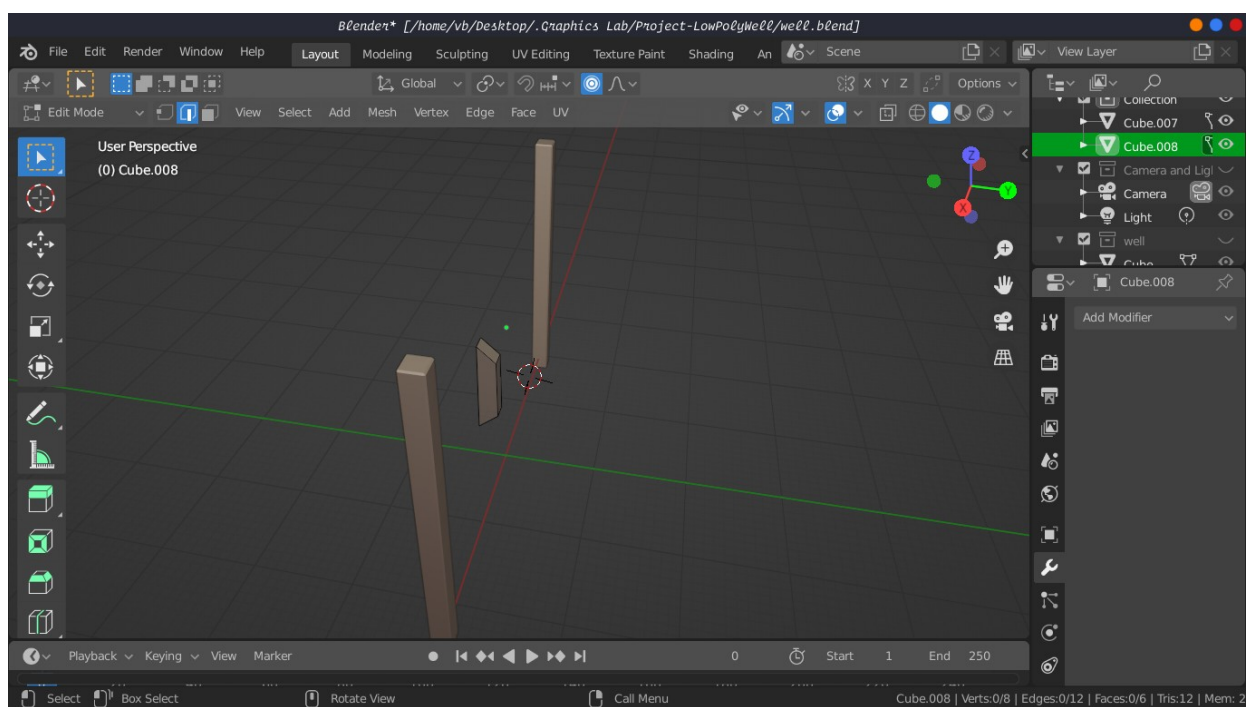 Blender* [/home/vb/Desktop/.Graphics Lab/Project-LowPolyWell/well.blend]
File Edit Render Window Help Layout Modeling Sculpting UV Editing Texture Paint Shading An Scene View Layer
Global X Y Z Options
Edit Mode View Select Add Mesh Vertex Edge Face UV
Collection
Cube.007
User Perspective
(0) Cube.008
Cube.008
Camera and Ligl
Camera
Light
well
Cube
Z
Y
X
Cube.008
Add Modifier
Playback Keying View Marker 0 Start 1 End 250
Select Box Select Rotate View Call Menu Cube.008 | Verts:0/8 | Edges:0/12 | Faces:0/6 | Tris:12 | Mem: 2